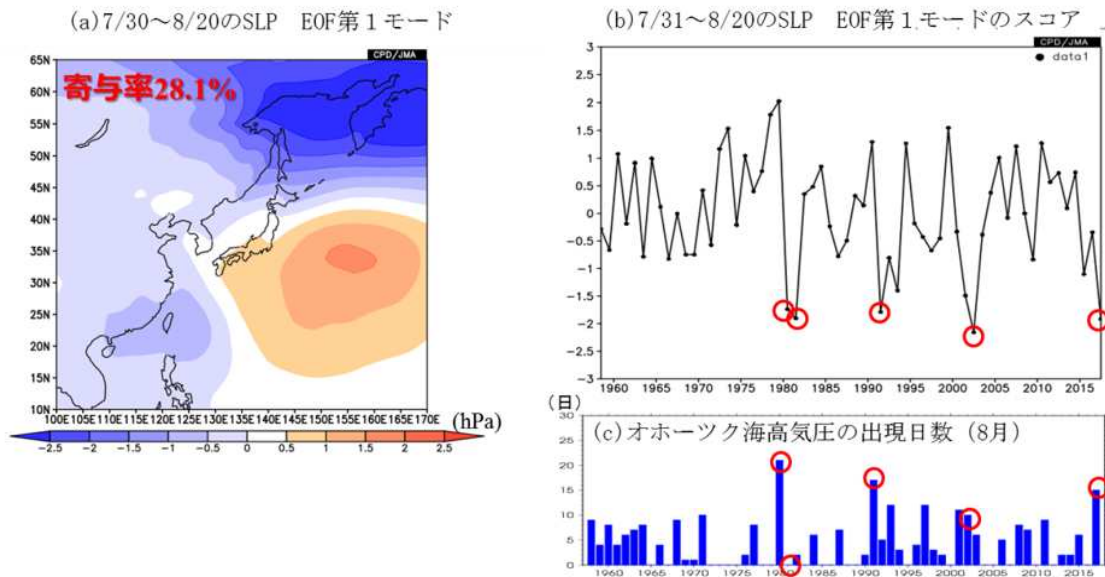 (a)7/30～8/20のSLP　EOF第１モード
CPD/JMA
寄与率28.1%
65N
60N
55N
50N
45N
40N
35N
30N
25N
20N
15N
10N
100E 105E 110E 115E 120E 125E 130E 135E 140E 145E 150E 155E 160E 165E 170E
(hPa)
-2.5 -2 -1.5 -1 -0.5 0.5 1 1.5 2 2.5
(b)7/31～8/20のSLP　EOF第１モードのスコア
CPD/JMA
data1
3
2.5
2
1.5
1
0.5
0
-0.5
-1
-1.5
-2
-2.5
-3
1960 1965 1970 1975 1980 1985 1990 1995 2000 2005 2010 2015
(日)
(c)オホーツク海高気圧の出現日数（8月）
30
25
20
15
10
5
0
1960 1965 1970 1975 1980 1985 1990 1995 2000 2005 2010 2015